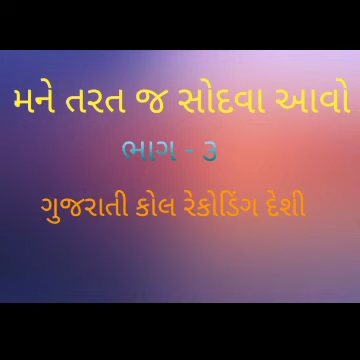 મને તરત જ સોદવા આવો
ભાગ - ૩
ગુજરાતી કોલ રેકોર્ડિંગ દેશી